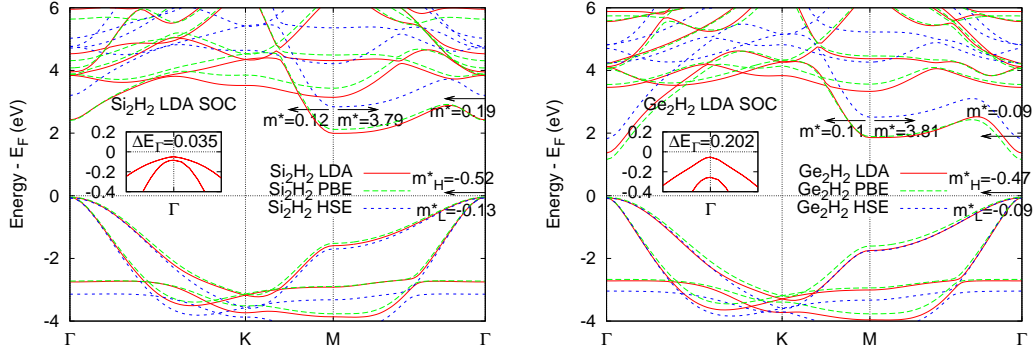 6
4
2
0
-2
-4
Energy - E_F (eV)
Si₂H₂ LDA SOC
m*=0.12
m*=3.79
m*=0.19
0.2
0
-0.2
-0.4
ΔE_Γ=0.035
Γ
Si₂H₂ LDA
Si₂H₂ PBE
Si₂H₂ HSE
m*_H=-0.52
m*_L=-0.13
Γ
K
M
Γ
6
4
2
0
-2
-4
Energy - E_F (eV)
Ge₂H₂ LDA SOC
m*=0.11
m*=3.81
m*=0.09
0.2
0
-0.2
-0.4
ΔE_Γ=0.202
Γ
Ge₂H₂ LDA
Ge₂H₂ PBE
Ge₂H₂ HSE
m*_H=-0.47
m*_L=-0.09
Γ
K
M
Γ